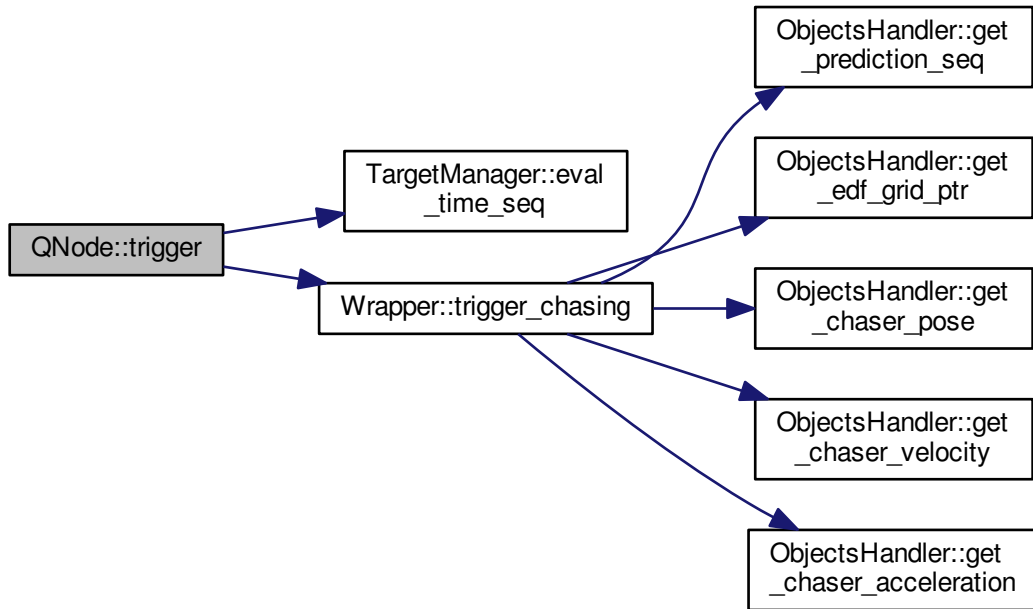 QNode::trigger
TargetManager::eval
_time_seq
Wrapper::trigger_chasing
ObjectsHandler::get
_prediction_seq
ObjectsHandler::get
_edf_grid_ptr
ObjectsHandler::get
_chaser_pose
ObjectsHandler::get
_chaser_velocity
ObjectsHandler::get
_chaser_acceleration